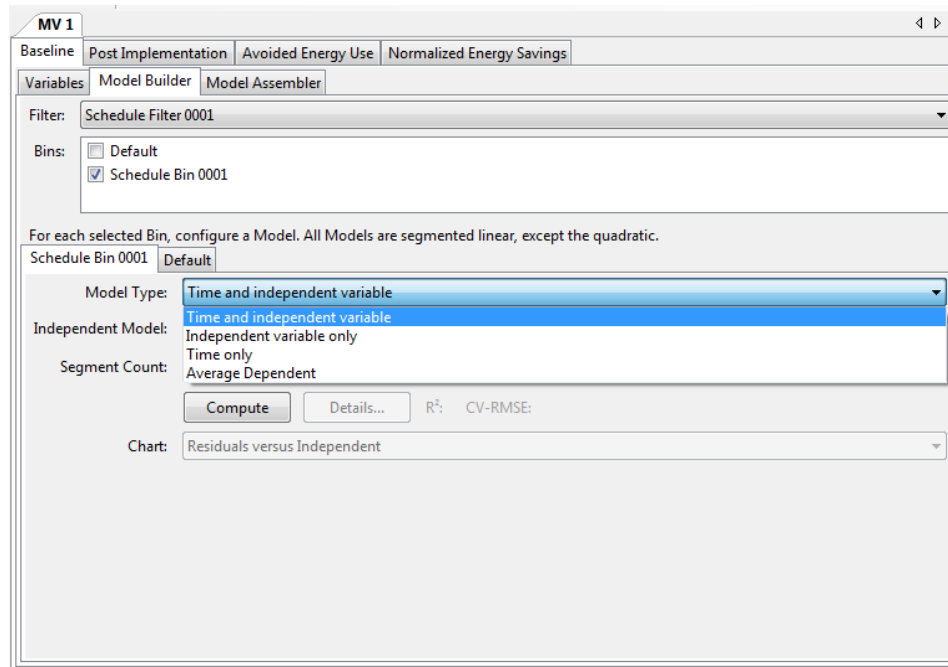 MV 1
Baseline Post Implementation Avoided Energy Use Normalized Energy Savings
Variables Model Builder Model Assembler
Filter: Schedule Filter 0001
Bins: Default
Schedule Bin 0001
For each selected Bin, configure a Model. All Models are segmented linear, except the quadratic.
Schedule Bin 0001 Default
Model Type: Time and independent variable
Time and independent variable
Independent Model: Independent variable only
Time only
Segment Count: Average Dependent
Compute Details... R²: CV-RMSE:
Chart: Residuals versus Independent